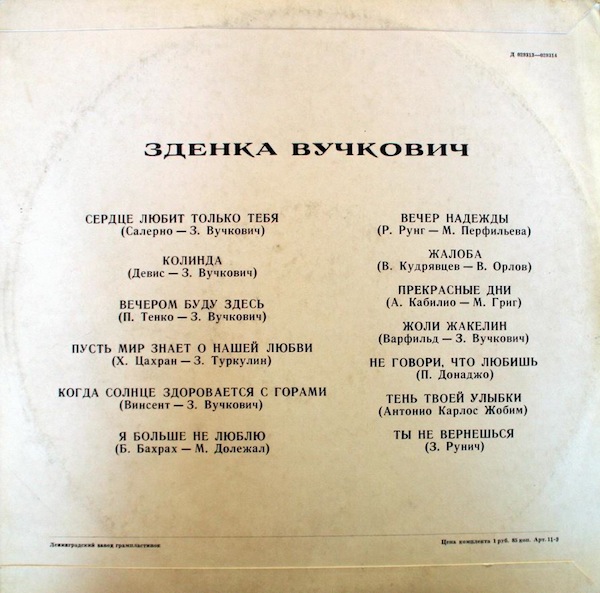 Д 029313—029314
ЗДЕНКА ВУЧКОВИЧ
СЕРДЦЕ ЛЮБИТ ТОЛЬКО ТЕБЯ
(Салерно — З. Вучкович)
КОЛИНДА
(Девис — З. Вучкович)
ВЕЧЕРОМ БУДУ ЗДЕСЬ
(П. Тенко — З. Вучкович)
ПУСТЬ МИР ЗНАЕТ О НАШЕЙ ЛЮБВИ
(Х. Цахран — З. Туркулин)
КОГДА СОЛНЦЕ ЗДОРОВАЕТСЯ С ГОРАМИ
(Винсент — З. Вучкович)
Я БОЛЬШЕ НЕ ЛЮБЛЮ
(Б. Бахрах — М. Долежал)
ВЕЧЕР НАДЕЖДЫ
(Р. Рунг — М. Перфильева)
ЖАЛОБА
(В. Кудрявцев — В. Орлов)
ПРЕКРАСНЫЕ ДНИ
(А. Кабилио — М. Григ)
ЖОЛИ ЖАКЕЛИН
(Варфильд — З. Вучкович)
НЕ ГОВОРИ, ЧТО ЛЮБИШЬ
(П. Донаджо)
ТЕНЬ ТВОЕЙ УЛЫБКИ
(Антонио Карлос Жобим)
ТЫ НЕ ВЕРНЕШЬСЯ
(З. Рунич)
Ленинградский завод грампластинок
Цена комплекта 1 руб. 85 коп. Арт. 11-3